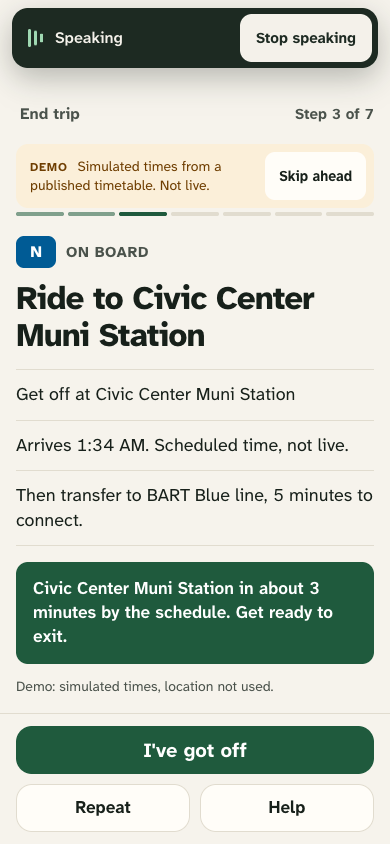 Speaking
Stop speaking
End trip
Step 3 of 7
DEMO Simulated times from a
published timetable. Not live.
Skip ahead
N ON BOARD
Ride to Civic Center
Muni Station
Get off at Civic Center Muni Station
Arrives 1:34 AM. Scheduled time, not live.
Then transfer to BART Blue line, 5 minutes to
connect.
Civic Center Muni Station in about 3
minutes by the schedule. Get ready to
exit.
Demo: simulated times, location not used.
I've got off
Repeat
Help